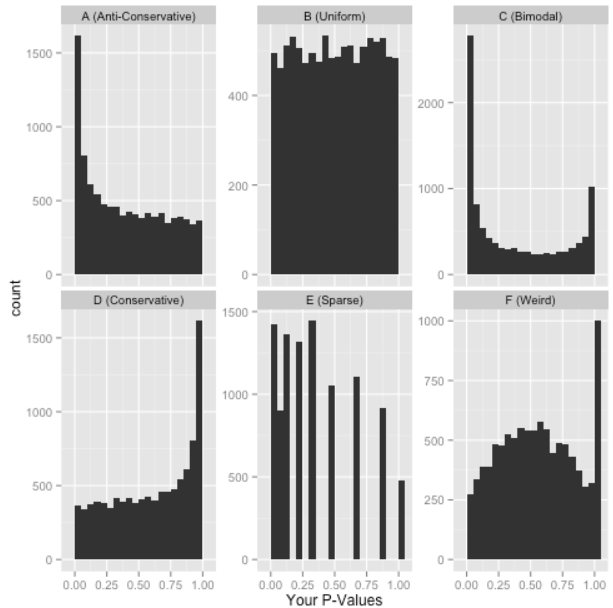 A (Anti-Conservative)
B (Uniform)
C (Bimodal)
1500
1000
500
0
400
200
0
2000
1000
0
count
D (Conservative)
E (Sparse)
F (Weird)
1500
1000
500
0
1500
1000
500
0
1000
750
500
250
0
0.00 0.25 0.50 0.75 1.00
0.00 0.25 0.50 0.75 1.00
0.00 0.25 0.50 0.75 1.00
Your P-Values